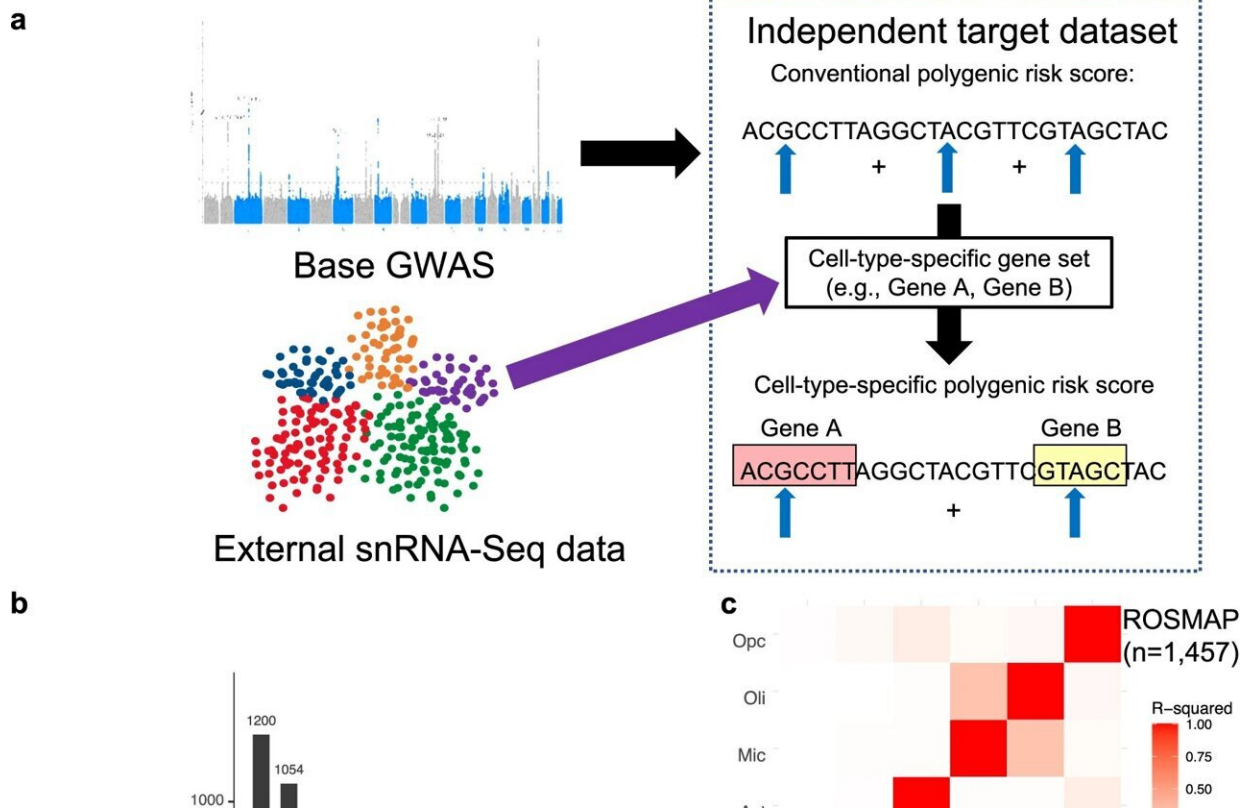 a
Base GWAS
External snRNA-Seq data
Independent target dataset
Conventional polygenic risk score:
ACGCCTTAGGCTACGTTCGTAGCTAC
+ +
Cell-type-specific gene set
(e.g., Gene A, Gene B)
Cell-type-specific polygenic risk score
Gene A Gene B
ACGCCTTAGGCTACGTTCGTAGCTAC
+
b
1200
1054
1000
c
ROSMAP
(n=1,457)
Opc
Oli
Mic
R-squared
1.00
0.75
0.50